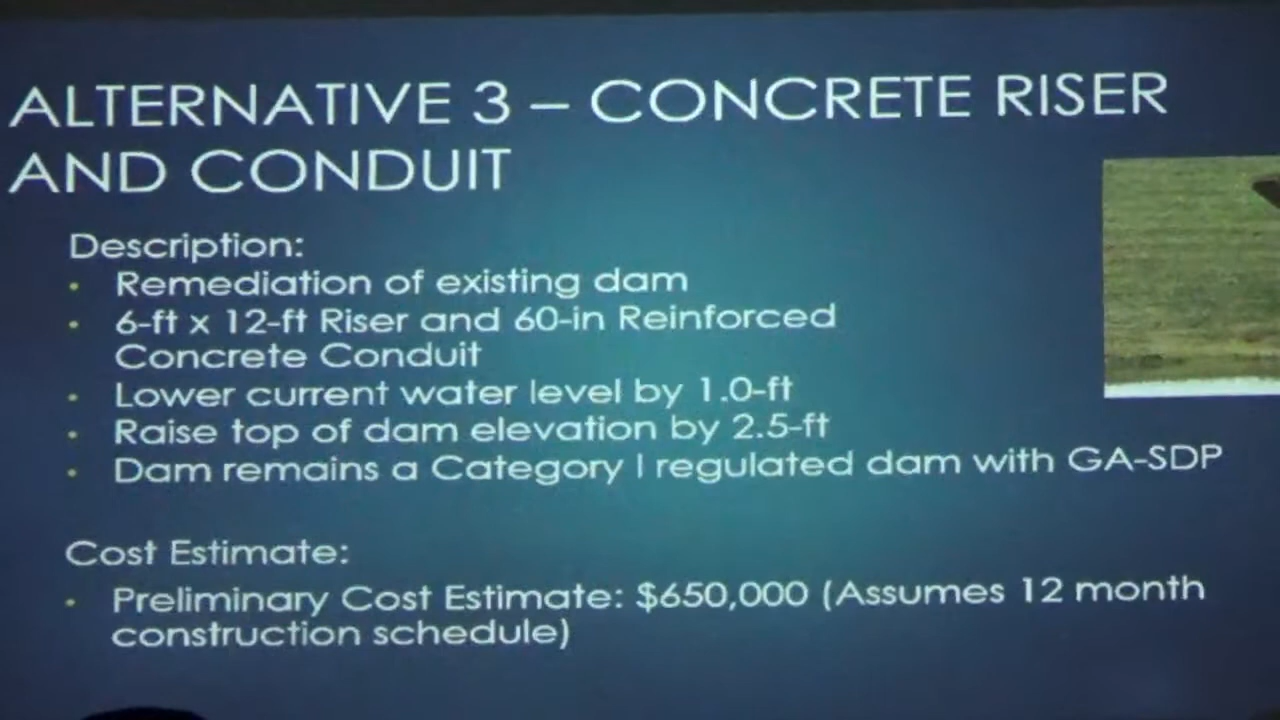 ALTERNATIVE 3 – CONCRETE RISER
AND CONDUIT
Description:
• Remediation of existing dam
• 6-ft x 12-ft Riser and 60-in Reinforced
Concrete Conduit
• Lower current water level by 1.0-ft
• Raise top of dam elevation by 2.5-ft
• Dam remains a Category I regulated dam with GA-SDP
Cost Estimate:
• Preliminary Cost Estimate: $650,000 (Assumes 12 month
construction schedule)